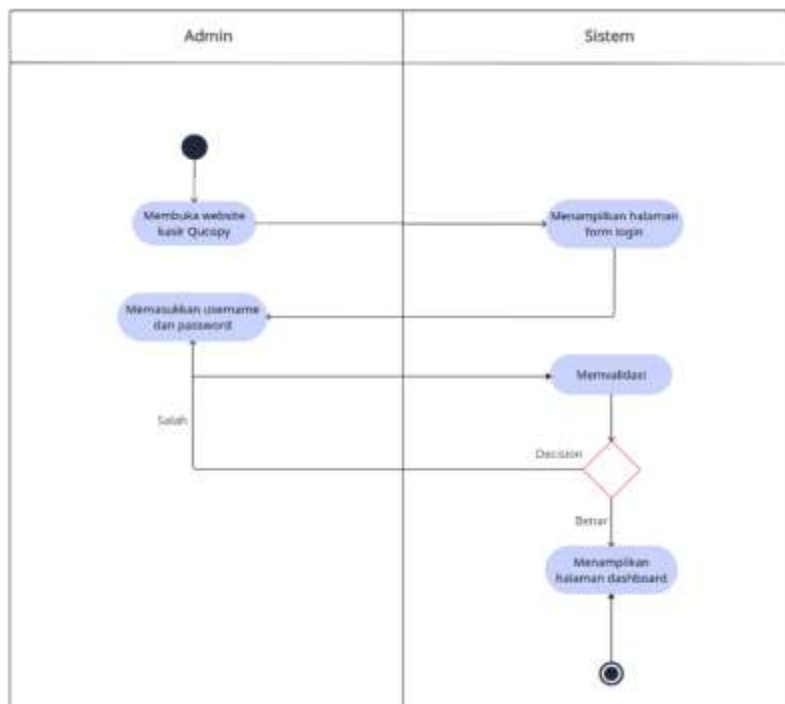 Admin
Sistem
Membuka website
kasir Qucopy
Menampilkan halaman
form login
Memasukkan username
dan password
Memvalidasi
Salah
Decision
Benar
Menampilkan
halaman dashboard